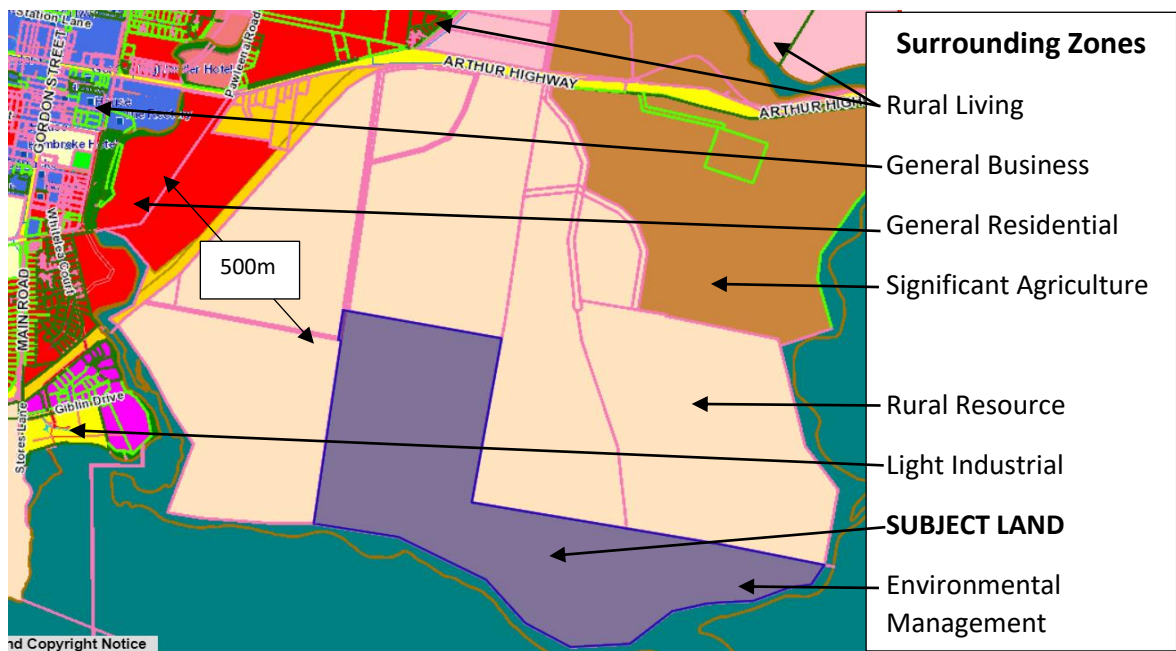 Station Lane
GORDON STREET
Pawleena Road
Hotel
ARTHUR HIGHWAY
ARTHUR HIGH
500m
MAIN ROAD
Giblin Drive
Stores Lane
nd Copyright Notice
Surrounding Zones
Rural Living
General Business
General Residential
Significant Agriculture
Rural Resource
Light Industrial
SUBJECT LAND
Environmental
Management